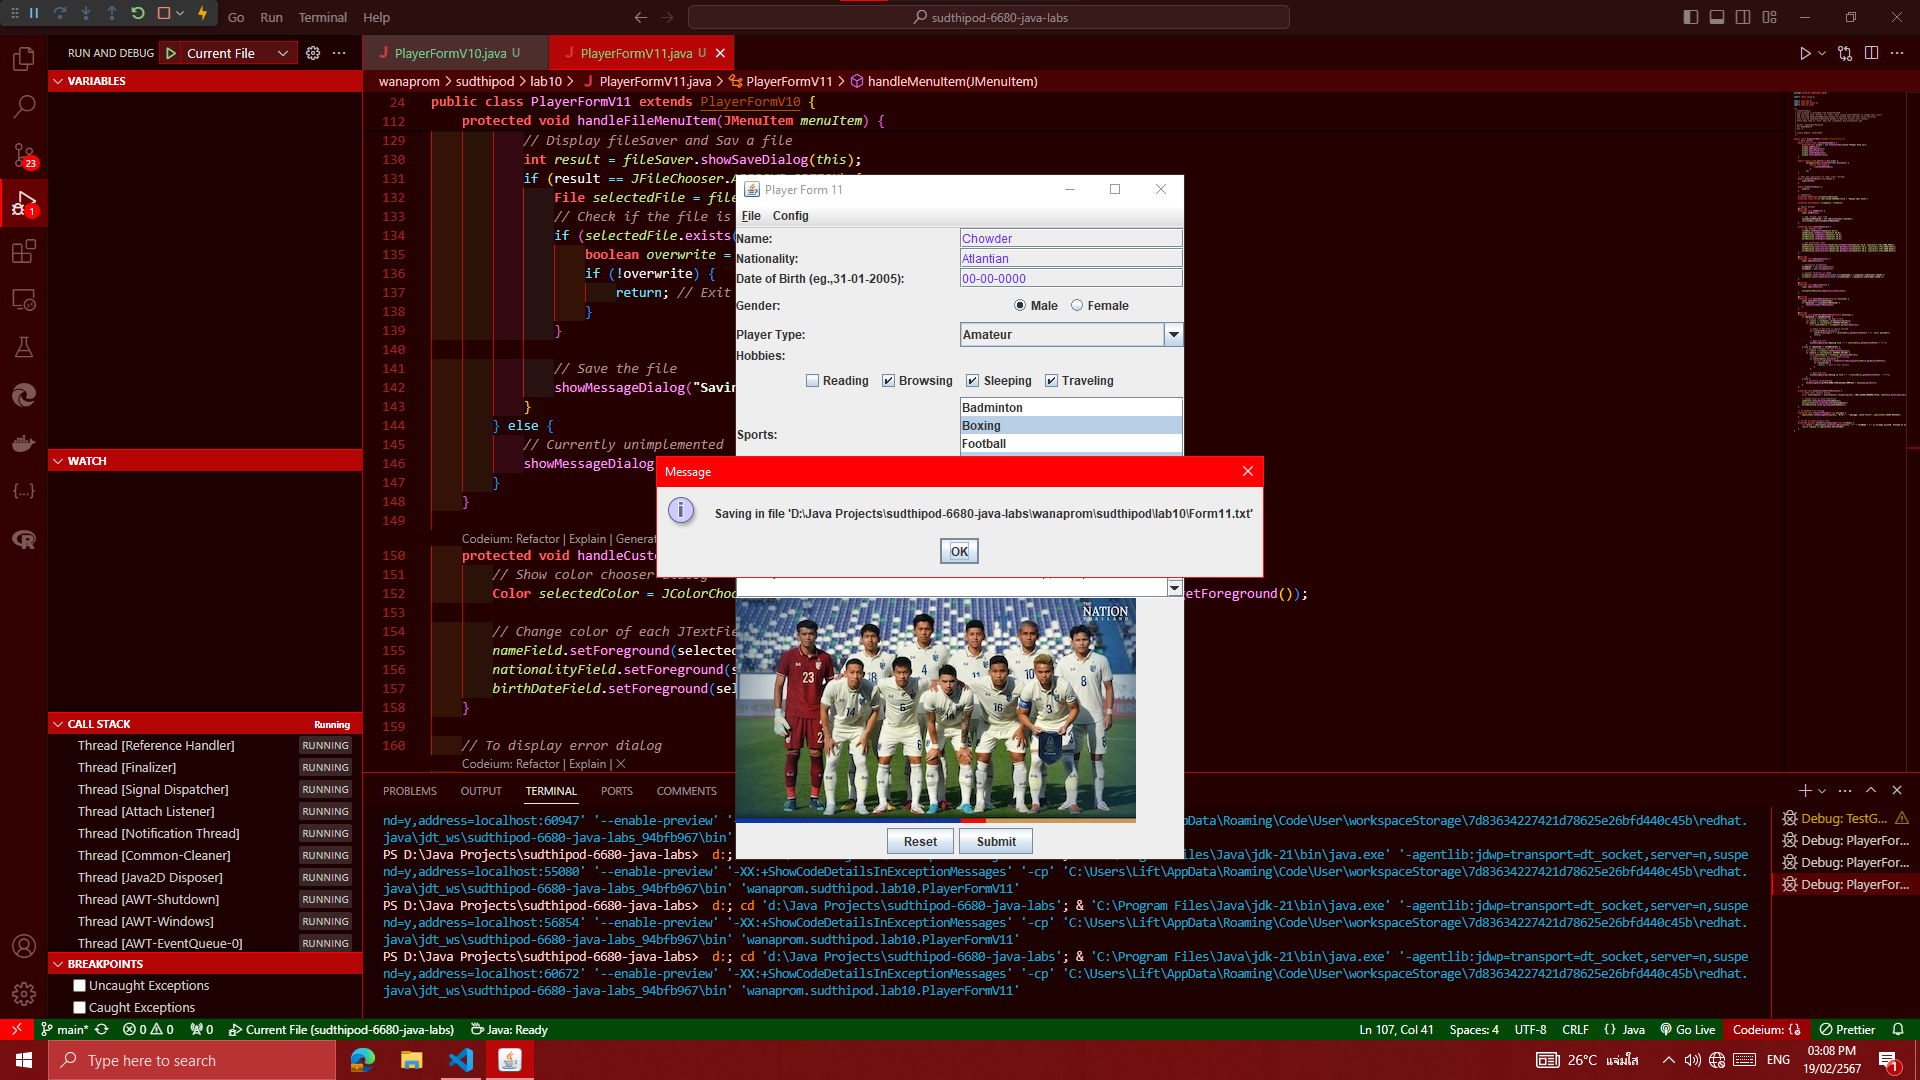 Go Run Terminal Help
sudthipod-6680-java-labs
RUN AND DEBUG Current File
PlayerFormV10.java U
PlayerFormV11.java U
wanaprom > sudthipod > lab10 > PlayerFormV11.java > PlayerFormV11 > handleMenuItem(JMenuItem)
VARIABLES
WATCH
CALL STACK Running
Thread [Reference Handler] RUNNING
Thread [Finalizer] RUNNING
Thread [Signal Dispatcher] RUNNING
Thread [Attach Listener] RUNNING
Thread [Notification Thread] RUNNING
Thread [Common-Cleaner] RUNNING
Thread [Java2D Disposer] RUNNING
Thread [AWT-Shutdown] RUNNING
Thread [AWT-Windows] RUNNING
Thread [AWT-EventQueue-0] RUNNING
BREAKPOINTS
Uncaught Exceptions
Caught Exceptions
23
1
24 public class PlayerFormV11 extends PlayerFormV10 {
112 protected void handleFileMenuItem(JMenuItem menuItem) {
129 // Display fileSaver and Sav a file
130 int result = fileSaver.showSaveDialog(this);
131 if (result == JFileChooser.
132 File selectedFile = file
133 // Check if the file is
134 if (selectedFile.exists(
135 boolean overwrite =
136 if (!overwrite) {
137 return; // Exit
138 }
139 }
140
141 // Save the file
142 showMessageDialog("Savin
143 }
144 } else {
145 // Currently unimplemented
146 showMessageDialog
147 }
148 }
149
Codeium: Refactor | Explain | Genera
150 protected void handleCust
151 // Show color chooser dialog
152 Color selectedColor = JColorChoo etForeground());
153
154 // Change color of each JTextFie
155 nameField.setForeground(selected
156 nationalityField.setForeground(s
157 birthDateField.setForeground(sel
158 }
159
160 // To display error dialog
Codeium: Refactor | Explain | X
Player Form 11
File Config
Name: Chowder
Nationality: Atlantian
Date of Birth (eg.,31-01-2005): 00-00-0000
Gender: Male Female
Player Type: Amateur
Hobbies:
Reading Browsing Sleeping Traveling
Sports:
Badminton
Boxing
Football
Message
Saving in file 'D:\Java Projects\sudthipod-6680-java-labs\wanaprom\sudthipod\lab10\Form11.txt'
OK
THE NATION THAILAND
23 18 6 11 10 8 14 16 3
Reset Submit
PROBLEMS OUTPUT TERMINAL PORTS COMMENTS
nd=y,address=localhost:60947' '--enable-preview' '- ppData\Roaming\Code\User\workspaceStorage\7d83634227421d78625e26bfd440c45b\redhat.
java\jdt_ws\sudthipod-6680-java-labs_94bfb967\bin'
PS D:\Java Projects\sudthipod-6680-java-labs> d:; iles\Java\jdk-21\bin\java.exe' '-agentlib:jdwp=transport=dt_socket,server=n,suspe
nd=y,address=localhost:55080' '--enable-preview' '-XX:+ShowCodeDetailsInExceptionMessages' '-cp' 'C:\Users\Lift\AppData\Roaming\Code\User\workspaceStorage\7d83634227421d78625e26bfd440c45b\redhat.
java\jdt_ws\sudthipod-6680-java-labs_94bfb967\bin' 'wanaprom.sudthipod.lab10.PlayerFormV11'
PS D:\Java Projects\sudthipod-6680-java-labs> d:; cd 'd:\Java Projects\sudthipod-6680-java-labs'; & 'C:\Program Files\Java\jdk-21\bin\java.exe' '-agentlib:jdwp=transport=dt_socket,server=n,suspe
nd=y,address=localhost:56854' '--enable-preview' '-XX:+ShowCodeDetailsInExceptionMessages' '-cp' 'C:\Users\Lift\AppData\Roaming\Code\User\workspaceStorage\7d83634227421d78625e26bfd440c45b\redhat.
java\jdt_ws\sudthipod-6680-java-labs_94bfb967\bin' 'wanaprom.sudthipod.lab10.PlayerFormV11'
PS D:\Java Projects\sudthipod-6680-java-labs> d:; cd 'd:\Java Projects\sudthipod-6680-java-labs'; & 'C:\Program Files\Java\jdk-21\bin\java.exe' '-agentlib:jdwp=transport=dt_socket,server=n,suspe
nd=y,address=localhost:60672' '--enable-preview' '-XX:+ShowCodeDetailsInExceptionMessages' '-cp' 'C:\Users\Lift\AppData\Roaming\Code\User\workspaceStorage\7d83634227421d78625e26bfd440c45b\redhat.
java\jdt_ws\sudthipod-6680-java-labs_94bfb967\bin' 'wanaprom.sudthipod.lab10.PlayerFormV11'
Debug: TestG...
Debug: PlayerFor...
Debug: PlayerFor...
Debug: PlayerFor...
main* 0 0 0 Current File (sudthipod-6680-java-labs) Java: Ready
Ln 107, Col 41 Spaces: 4 UTF-8 CRLF {} Java Go Live Codeium: {} Prettier
Type here to search
26°C แจ่มใส ENG 03:08 PM
19/02/2567
1